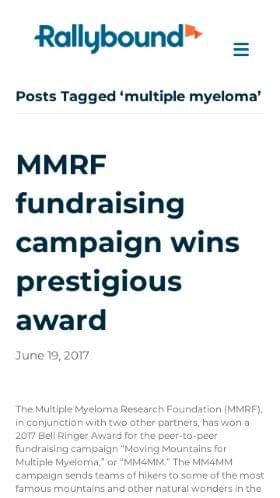 Rallybound
Posts Tagged ‘multiple myeloma’
MMRF
fundraising
campaign wins
prestigious
award
June 19, 2017
The Multiple Myeloma Research Foundation (MMRF),
in conjunction with two other partners, has won a
2017 Bell Ringer Award for the peer-to-peer
fundraising campaign “Moving Mountains for
Multiple Myeloma,” or “MM4MM.” The MM4MM
campaign sends teams of hikers to some of the most
famous mountains and other natural wonders in the